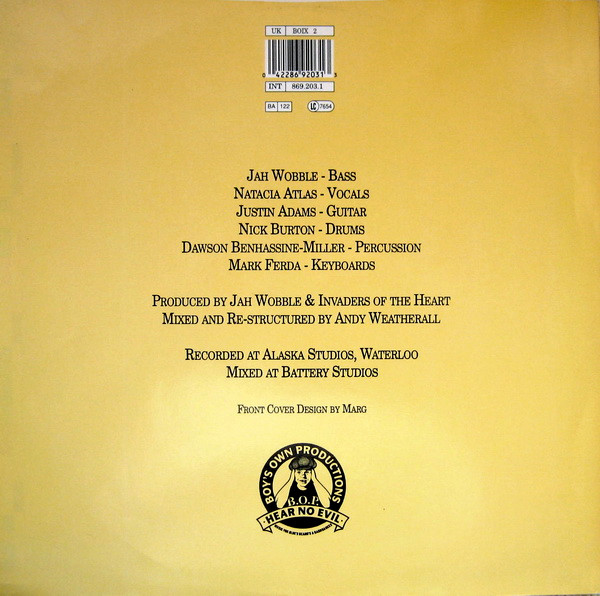 UK BOIX 2
0 42286 92031 3
INT 869.203.1
BA 122 LC 7654
JAH WOBBLE - BASS
NATACIA ATLAS - VOCALS
JUSTIN ADAMS - GUITAR
NICK BURTON - DRUMS
DAWSON BENHASSINE-MILLER - PERCUSSION
MARK FERDA - KEYBOARDS
PRODUCED BY JAH WOBBLE & INVADERS OF THE HEART
MIXED AND RE-STRUCTURED BY ANDY WEATHERALL
RECORDED AT ALASKA STUDIOS, WATERLOO
MIXED AT BATTERY STUDIOS
FRONT COVER DESIGN BY MARG
BOY'S OWN PRODUCTIONS
B.O.P.
·HEAR NO EVIL·